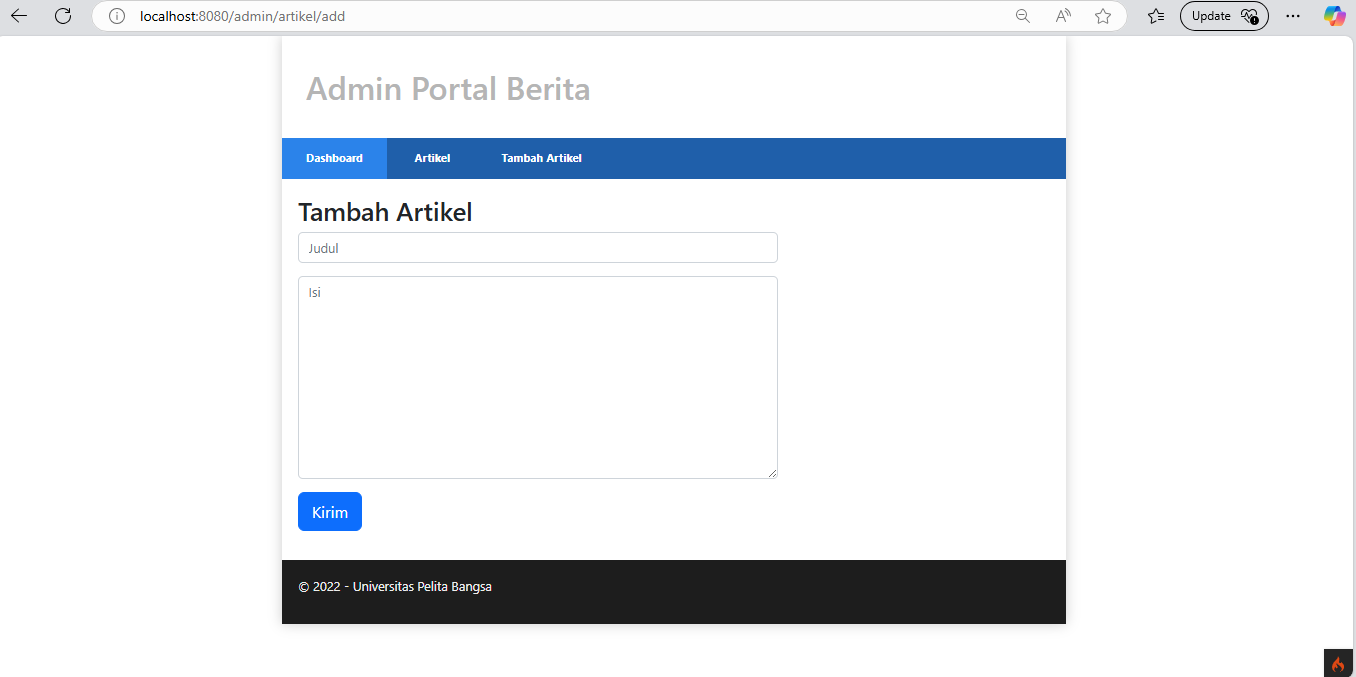 localhost:8080/admin/artikel/add
Update
Admin Portal Berita
Dashboard Artikel Tambah Artikel
Tambah Artikel
Judul
Isi
Kirim
© 2022 - Universitas Pelita Bangsa